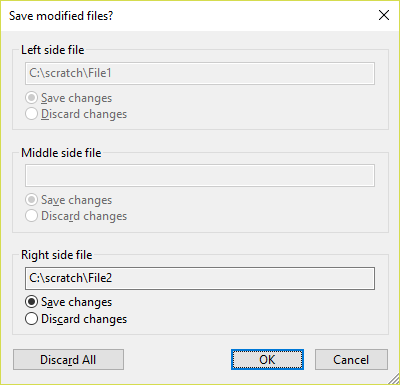 Save modified files?
Left side file
C:\scratch\File1
Save changes
Discard changes
Middle side file
Save changes
Discard changes
Right side file
C:\scratch\File2
Save changes
Discard changes
Discard All
OK
Cancel